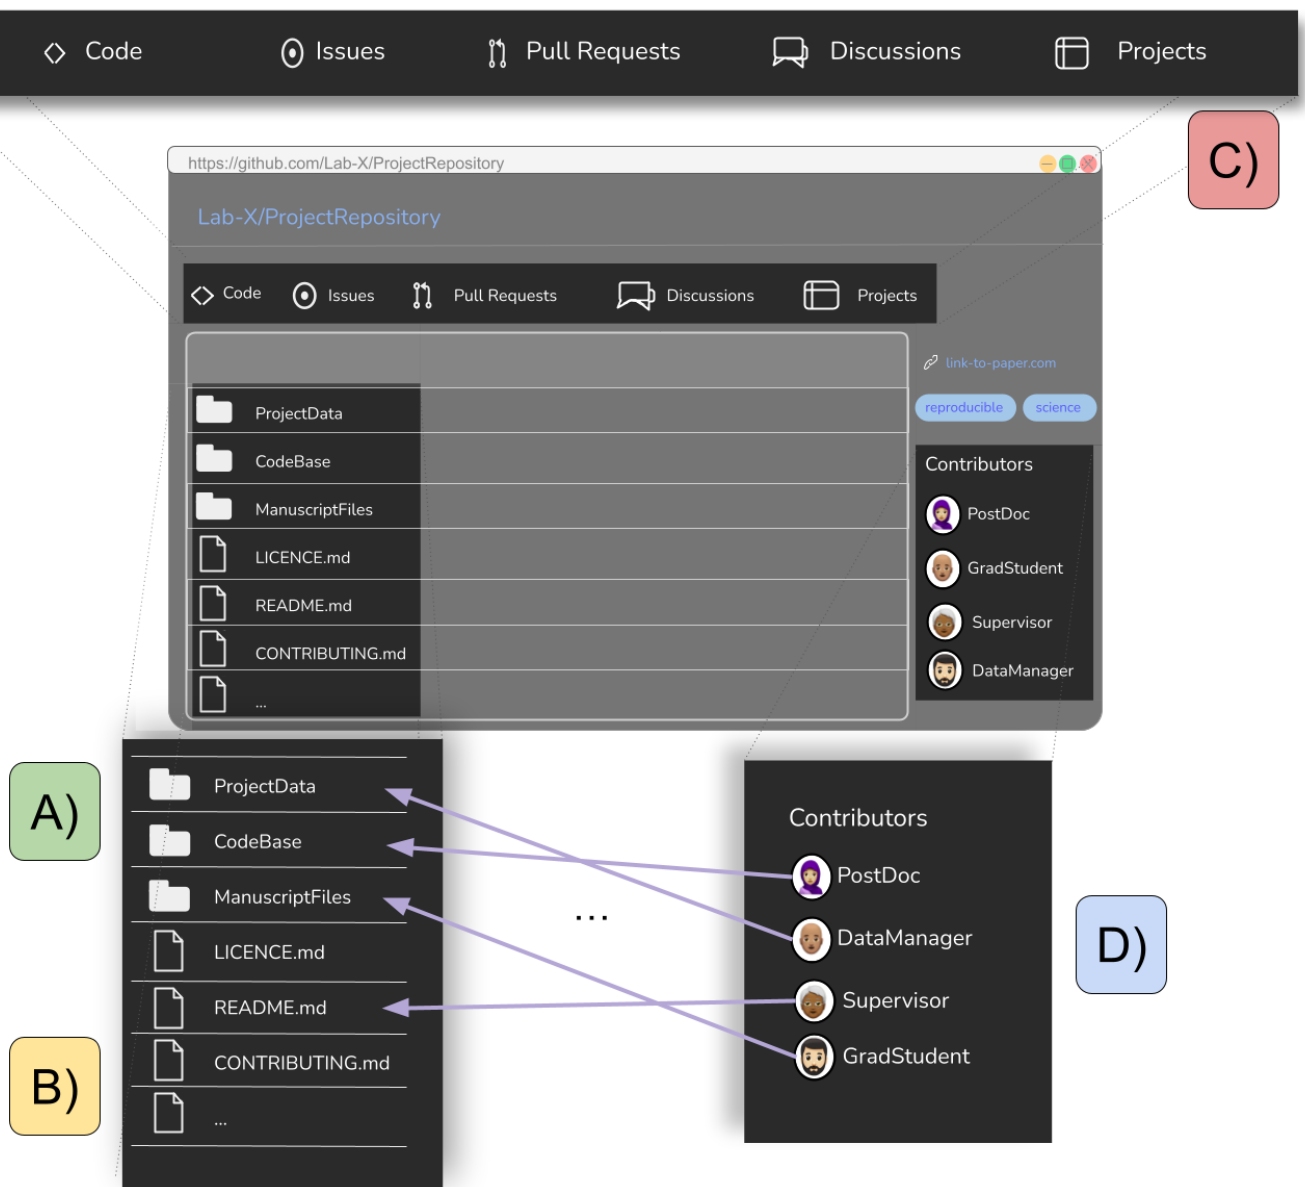 Code Issues Pull Requests Discussions Projects
C)
https://github.com/Lab-X/ProjectRepository
Lab-X/ProjectRepository
Code Issues Pull Requests Discussions Projects
link-to-paper.com
reproducible science
ProjectData
CodeBase
ManuscriptFiles
LICENCE.md
README.md
CONTRIBUTING.md
...
Contributors
PostDoc
GradStudent
Supervisor
DataManager
A)
B)
ProjectData
CodeBase
ManuscriptFiles
LICENCE.md
README.md
CONTRIBUTING.md
...
...
Contributors
PostDoc
DataManager
Supervisor
GradStudent
D)